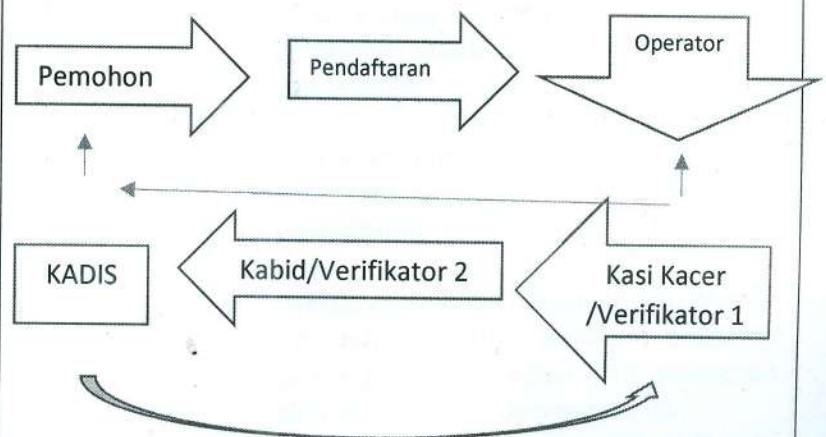 Pemohon
Pendaftaran
Operator
KADIS
Kabid/Verifikator 2
Kasi Kacer
/Verifikator 1